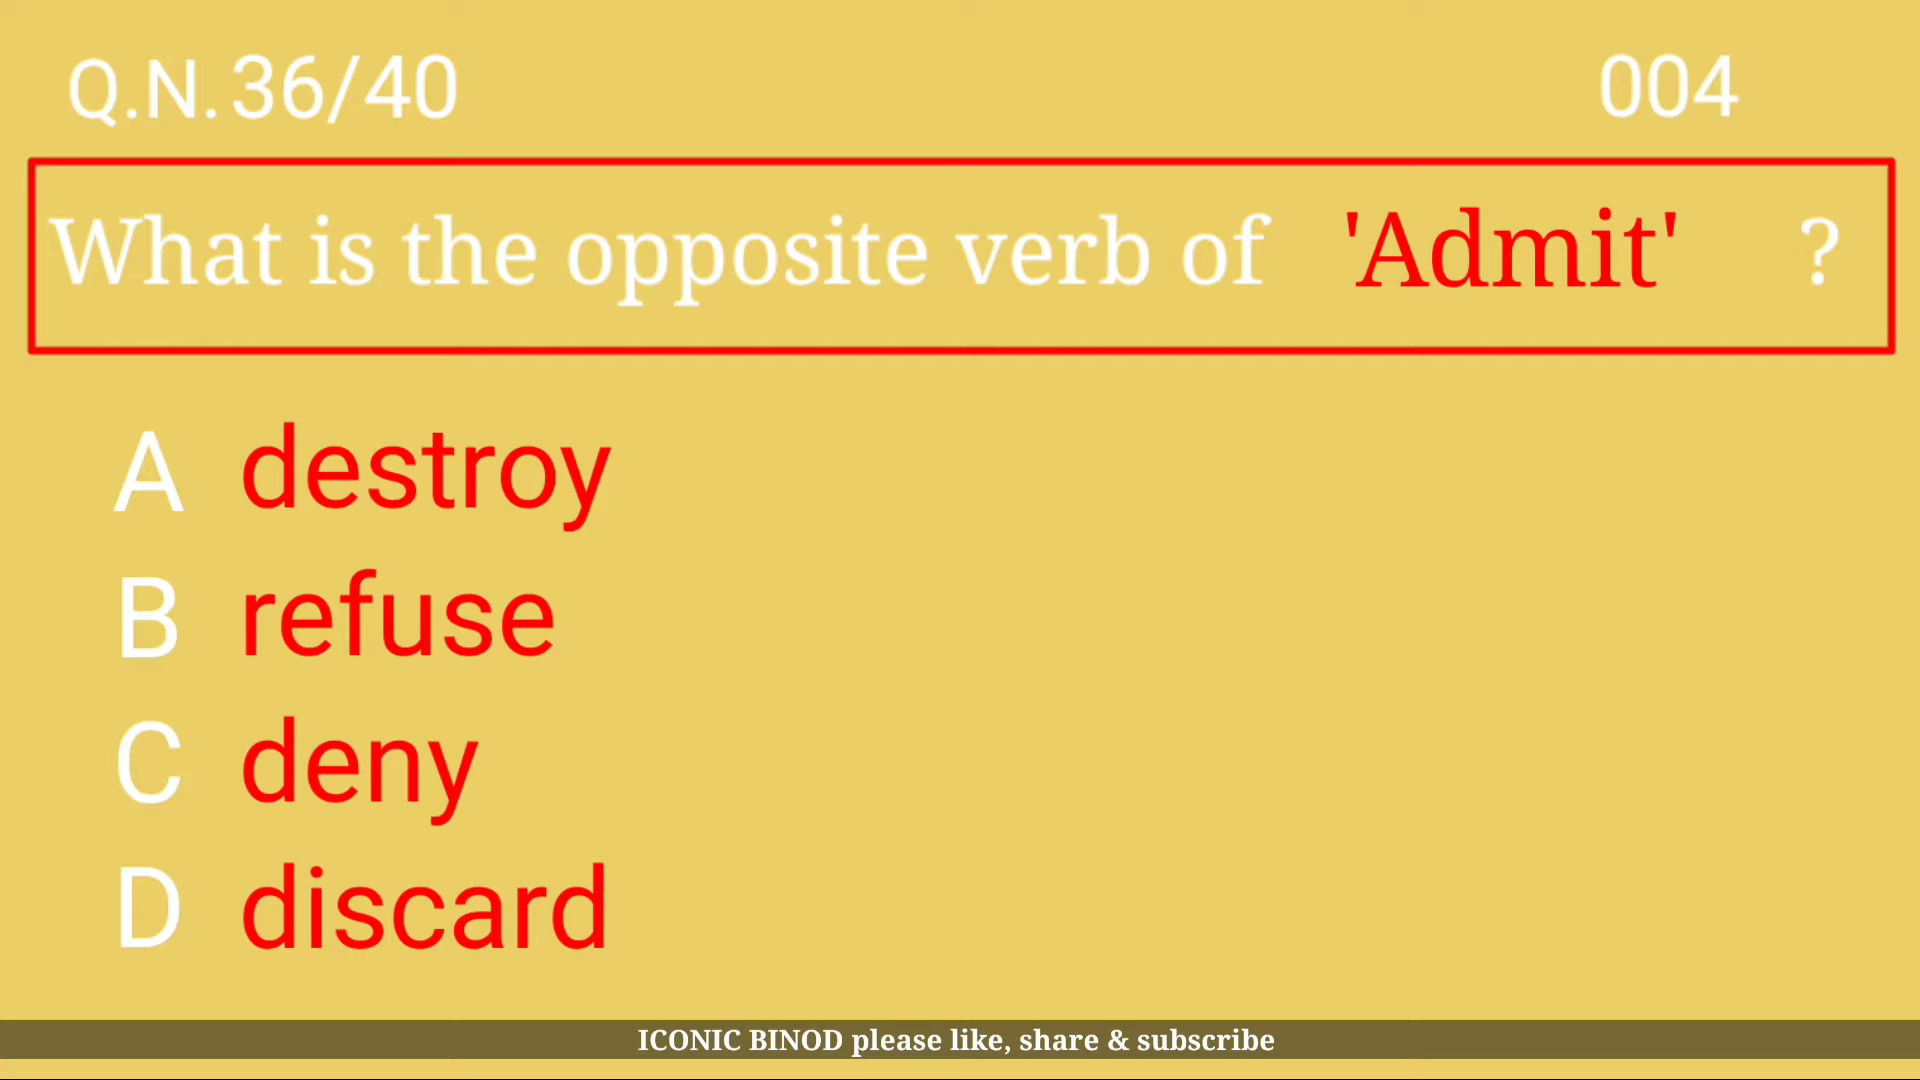 Q.N. 36/40 004
What is the opposite verb of 'Admit' ?
A destroy
B refuse
C deny
D discard
ICONIC BINOD please like, share & subscribe